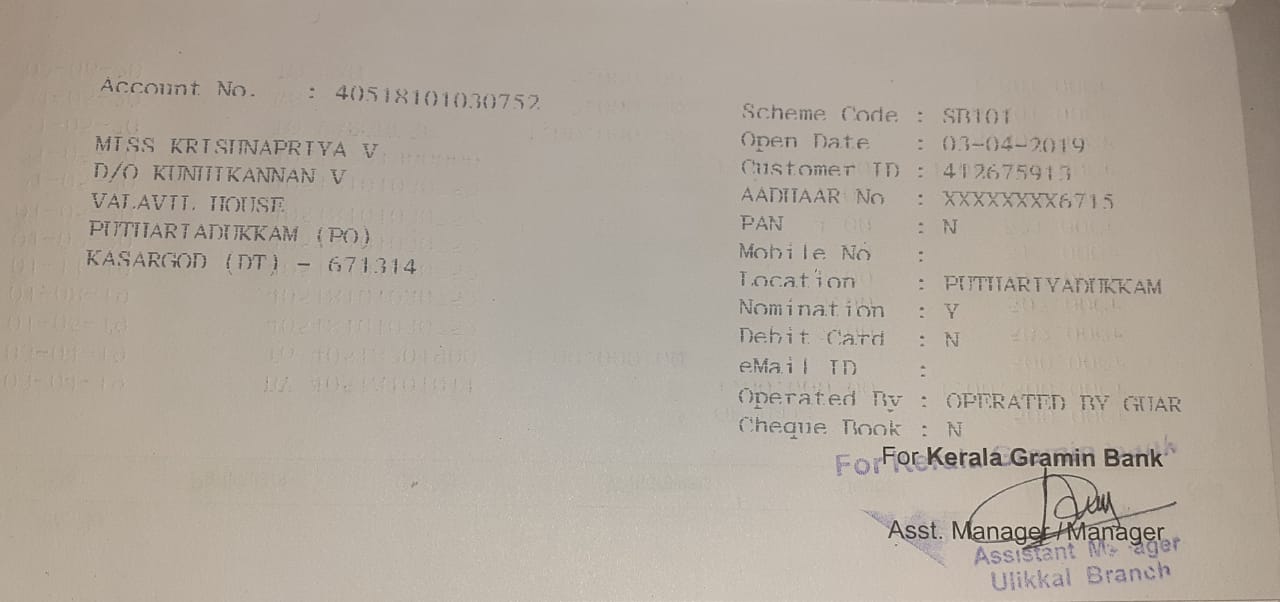 Account No. : 40518101030752
MISS KRISHNAPRIYA V
D/O KUNHIKANNAN V
VALAVIL HOUSE
PUTHARIADUKKAM (PO)
KASARGOD (DT) - 671314
Scheme Code : SB101
Open Date : 03-04-2019
Customer ID : 412675913
AADHAAR No : XXXXXXXX6715
PAN : N
Mobile No :
Location : PUTHARIYADUKKAM
Nomination : Y
Debit Card : N
eMail ID :
Operated By : OPERATED BY GUAR
Cheque Book : N
For Kerala Gramin Bank
Asst. Manager/Manager
Assistant Manager
Ulikkal Branch